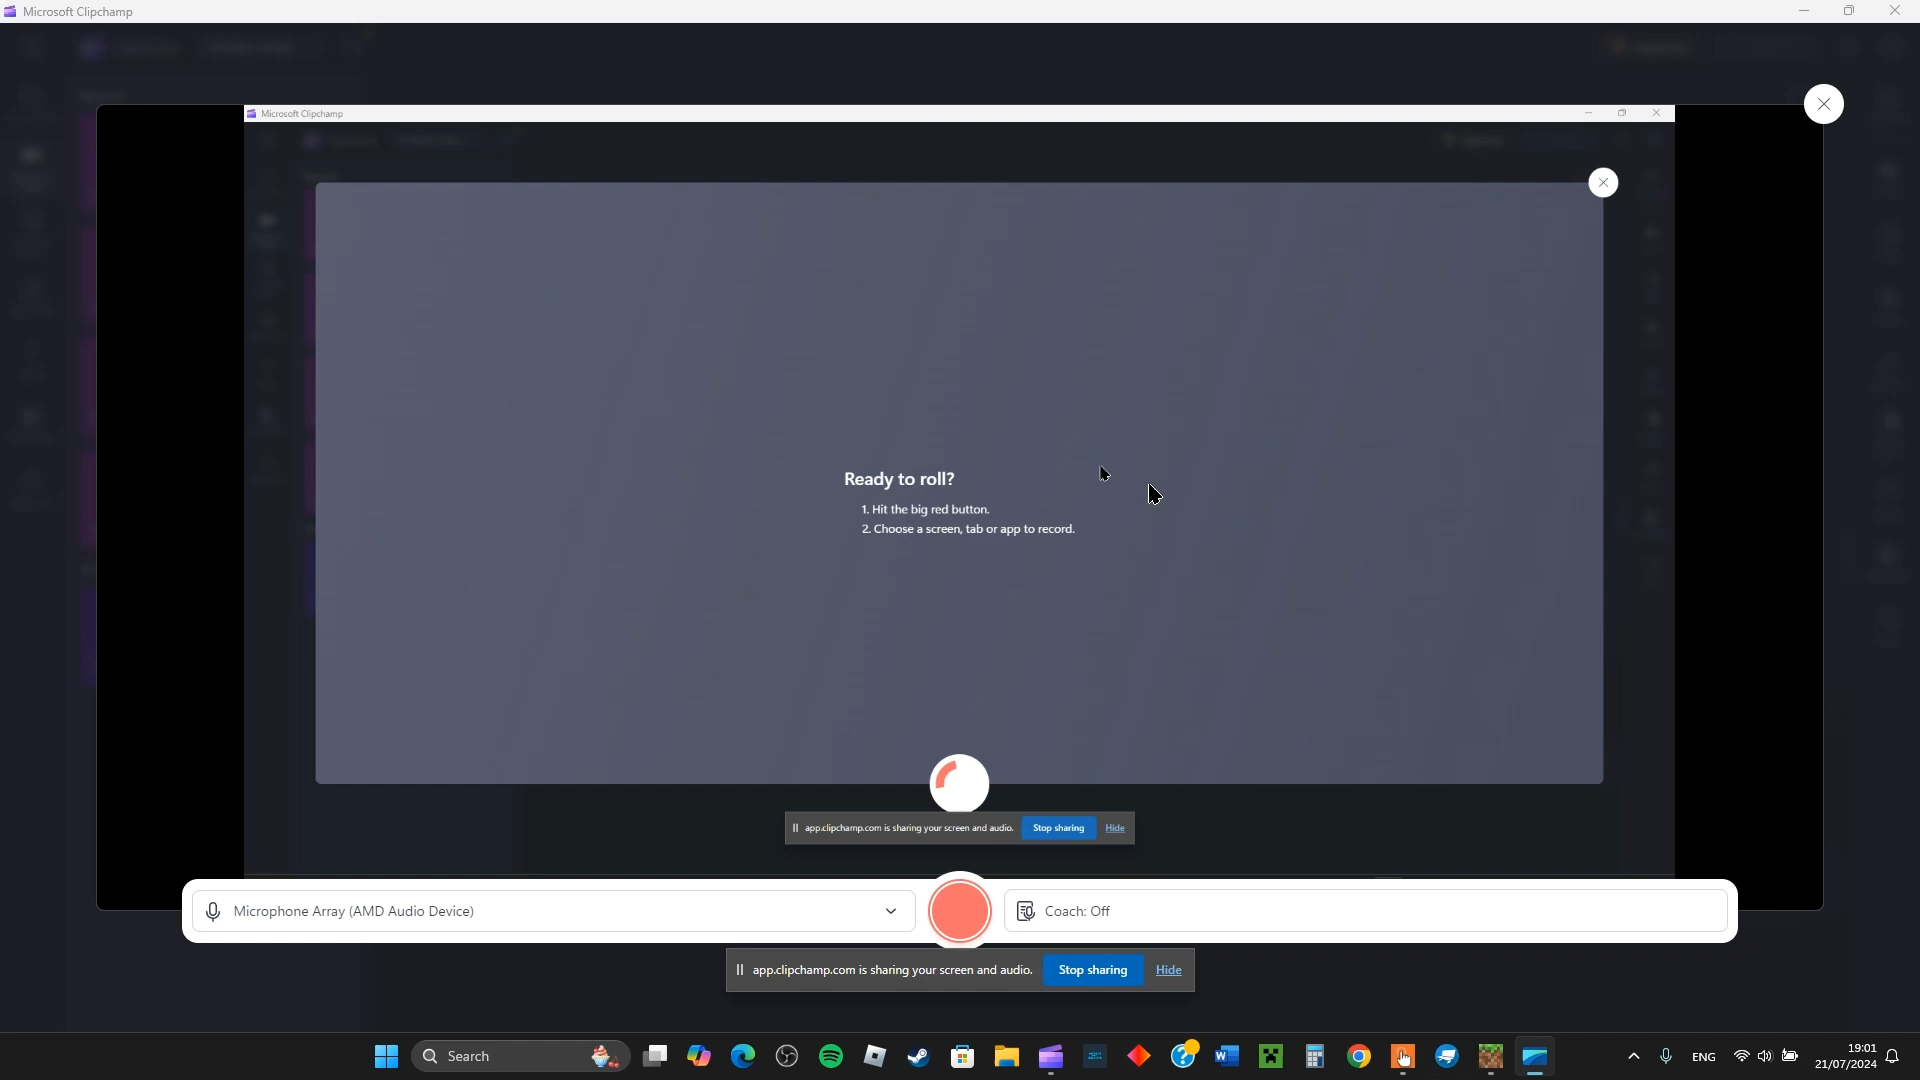 Microsoft Clipchamp
Microsoft Clipchamp
Ready to roll?
1. Hit the big red button.
2. Choose a screen, tab or app to record.
app.clipchamp.com is sharing your screen and audio. Stop sharing Hide
Microphone Array (AMD Audio Device)
Coach: Off
app.clipchamp.com is sharing your screen and audio. Stop sharing Hide
Search
ENG
19:01
21/07/2024